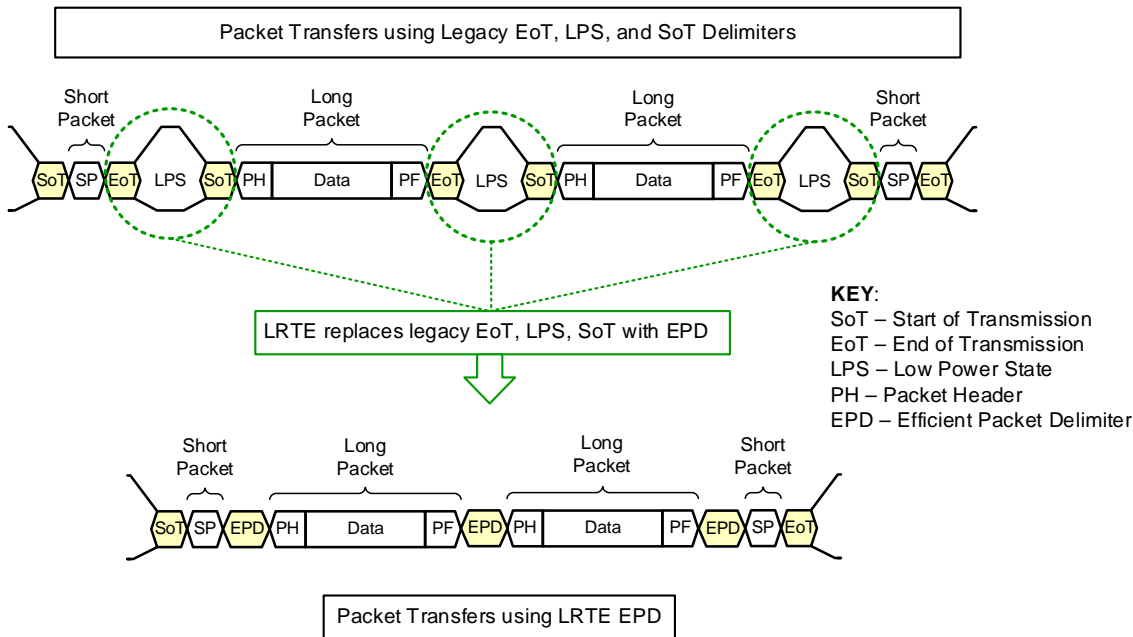 Packet Transfers using Legacy EoT, LPS, and SoT Delimiters
Short
Packet
Long
Packet
Long
Packet
Short
Packet
SoT SP EoT LPS SoT PH Data PF EoT LPS SoT PH Data PF EoT LPS SoT SP EoT
LRTE replaces legacy EoT, LPS, SoT with EPD
KEY:
SoT – Start of Transmission
EoT – End of Transmission
LPS – Low Power State
PH – Packet Header
EPD – Efficient Packet Delimiter
Short
Packet
Long
Packet
Long
Packet
Short
Packet
SoT SP EPD PH Data PF EPD PH Data PF EPD SP EoT
Packet Transfers using LRTE EPD